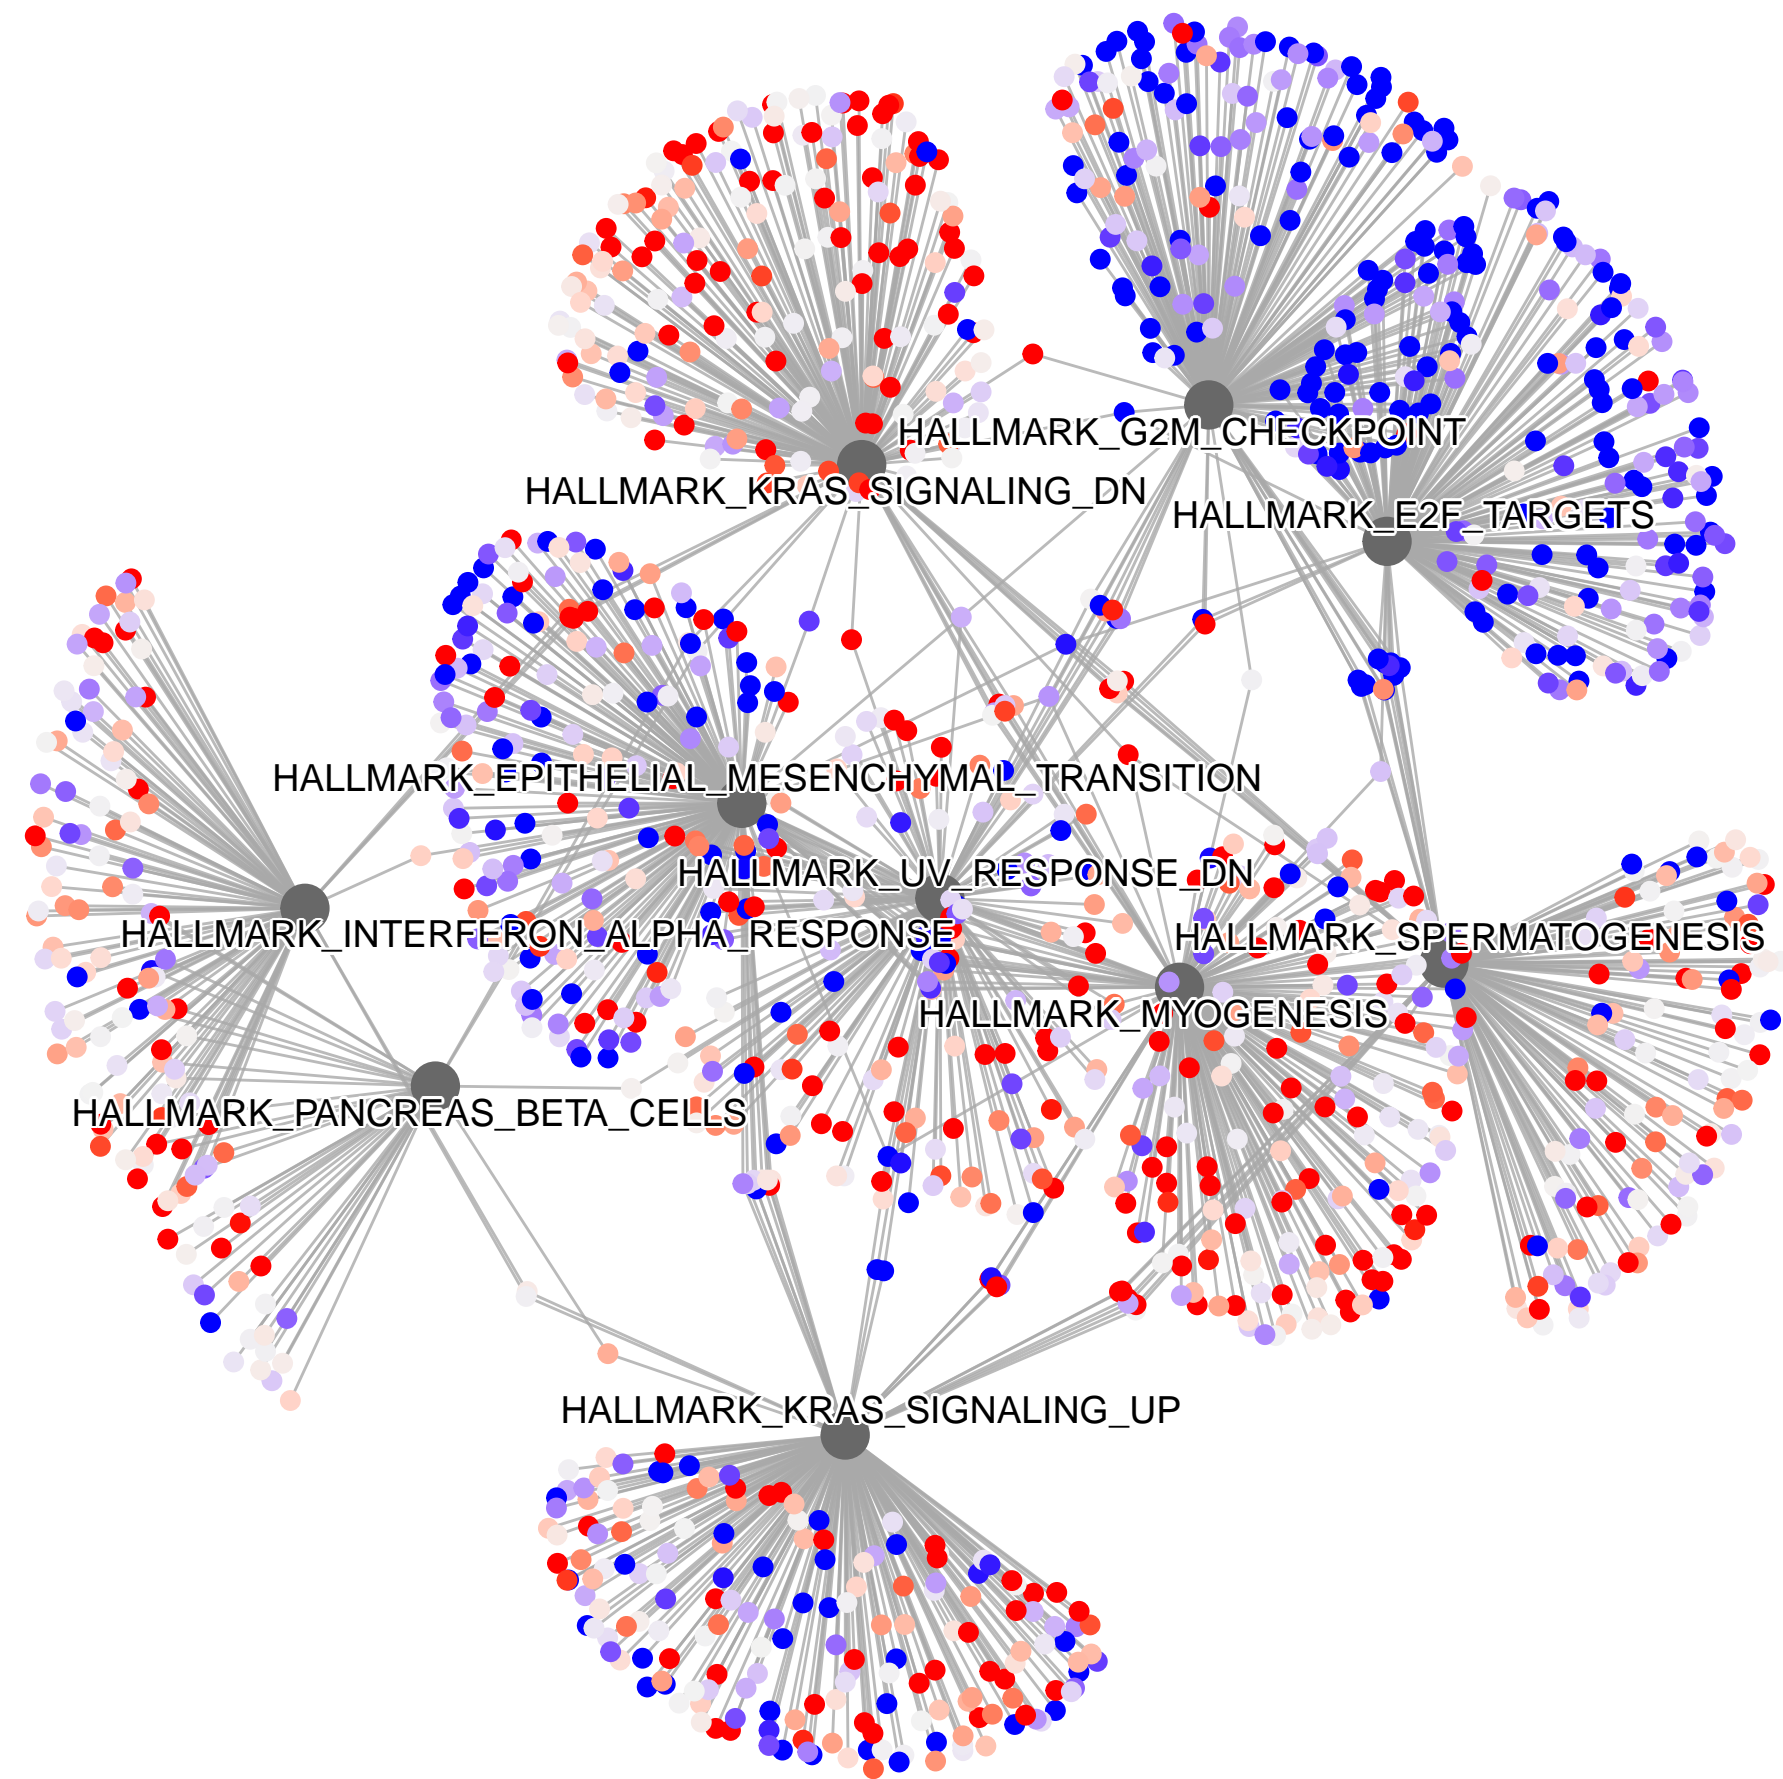 HALLMARK_G2M_CHECKPOINT
HALLMARK_KRAS_SIGNALING_DN
HALLMARK_E2F_TARGETS
HALLMARK_EPITHELIAL_MESENCHYMAL_TRANSITION
HALLMARK_UV_RESPONSE_DN
HALLMARK_INTERFERON_ALPHA_RESPONSE
HALLMARK_SPERMATOGENESIS
HALLMARK_MYOGENESIS
HALLMARK_PANCREAS_BETA_CELLS
HALLMARK_KRAS_SIGNALING_UP